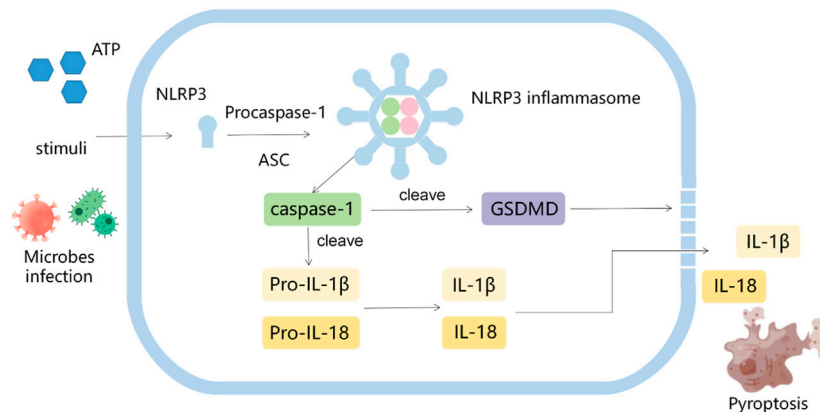 ATP
NLRP3
Procaspase-1
NLRP3 inflammasome
stimuli
ASC
cleave
caspase-1
GSDMD
cleave
Microbes
infection
Pro-IL-1β
IL-1β
IL-1β
IL-18
Pro-IL-18
IL-18
Pyroptosis